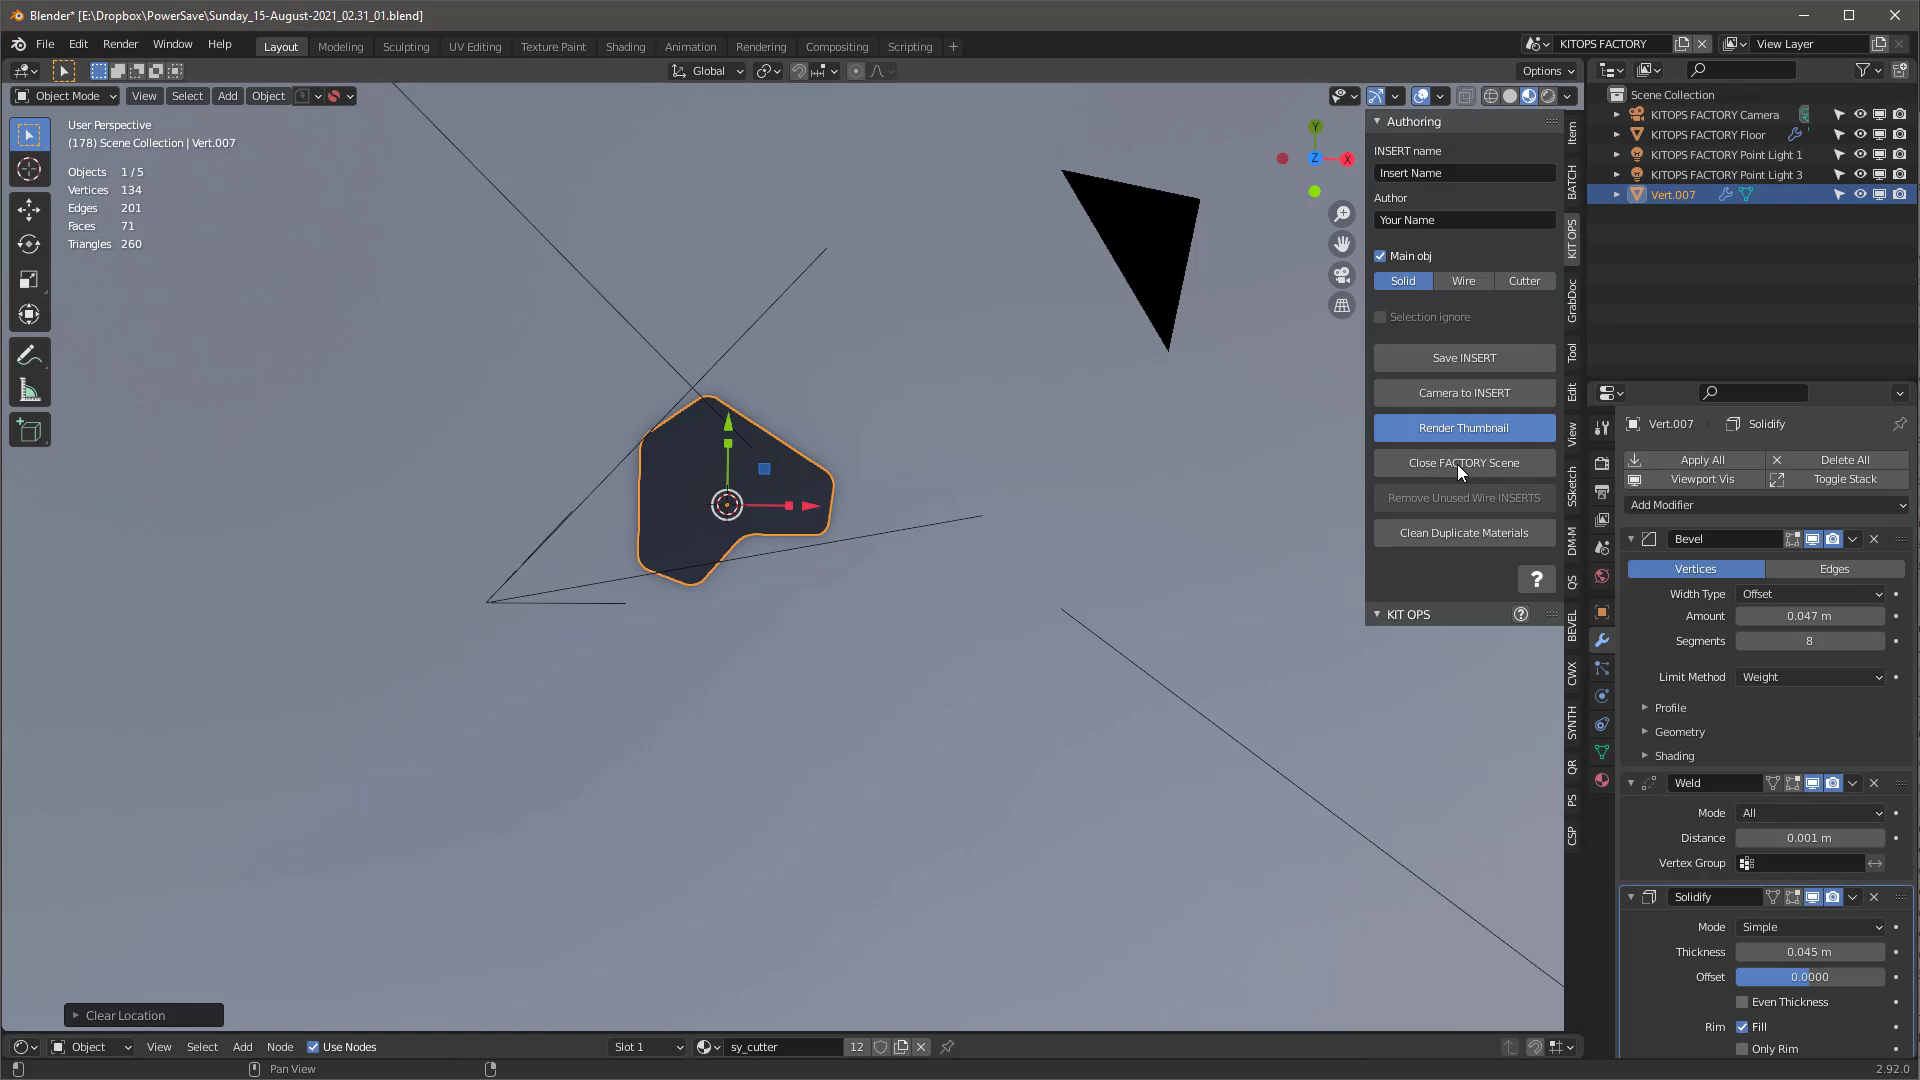 Blender* [E:\Dropbox\PowerSave\Sunday_15-August-2021_02.31_01.blend]
File Edit Render Window Help
Layout Modeling Sculpting UV Editing Texture Paint Shading Animation Rendering Compositing Scripting +
KITOPS FACTORY
View Layer
Global
Options
Object Mode View Select Add Object
User Perspective
(178) Scene Collection | Vert.007
Objects 1 / 5
Vertices 134
Edges 201
Faces 71
Triangles 260
Y
Z
X
Authoring
INSERT name
Insert Name
Author
Your Name
Main obj
Solid Wire Cutter
Selection ignore
Save INSERT
Camera to INSERT
Render Thumbnail
Close FACTORY Scene
Remove Unused Wire INSERTS
Clean Duplicate Materials
?
KIT OPS
Item
BATCH
KIT OPS
GrabDoc
Tool
Edit
View
SSketch
DM-M
QS
BEVEL
CWX
SYNTH
QR
PS
CSP
Scene Collection
KITOPS FACTORY Camera
KITOPS FACTORY Floor
KITOPS FACTORY Point Light 1
KITOPS FACTORY Point Light 3
Vert.007
Vert.007 Solidify
Apply All Delete All
Viewport Vis Toggle Stack
Add Modifier
Bevel
Vertices Edges
Width Type Offset
Amount 0.047 m
Segments 8
Limit Method Weight
Profile
Geometry
Shading
Weld
Mode All
Distance 0.001 m
Vertex Group
Solidify
Mode Simple
Thickness 0.045 m
Offset 0.0000
Even Thickness
Rim Fill
Only Rim
Clear Location
Object View Select Add Node Use Nodes Slot 1 sy_cutter 12
Pan View
2.92.0